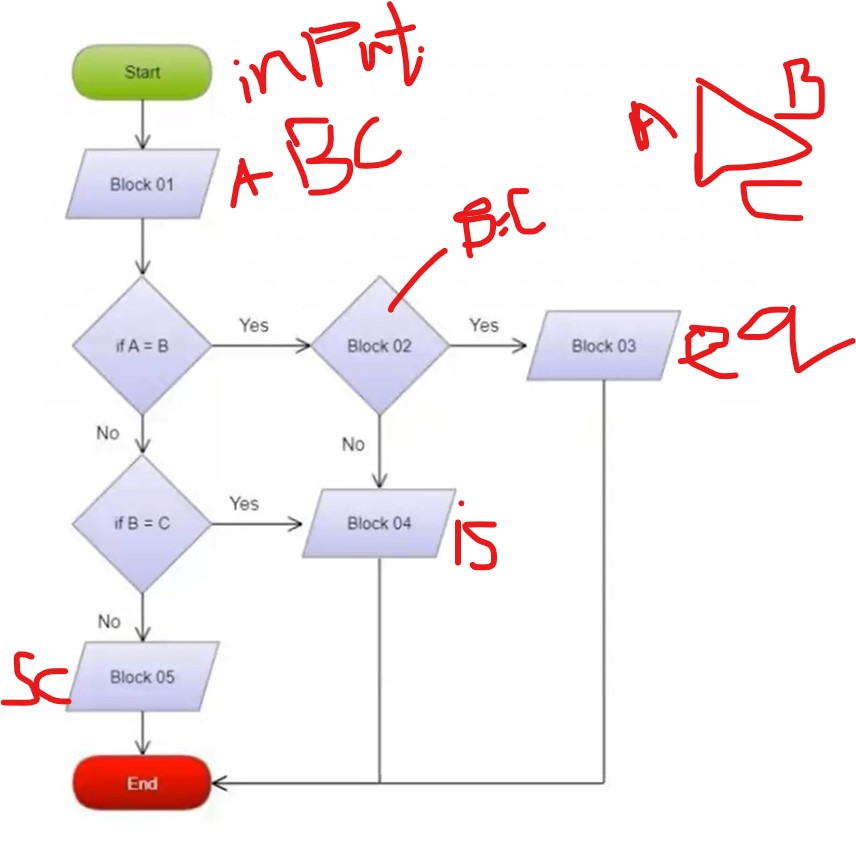 Start
input:
Block 01
A B C
A
B
C
B=C
if A = B
Yes
Block 02
Yes
Block 03
eq
No
No
if B = C
Yes
Block 04
is
No
Block 05
Sc
End